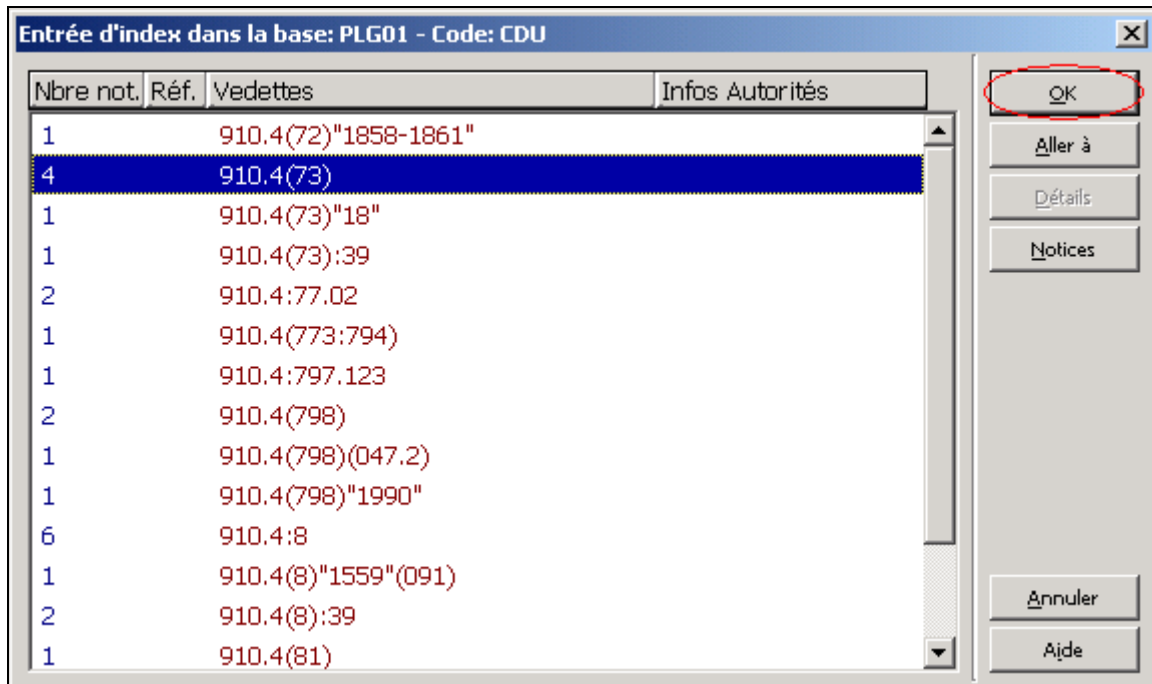 Entrée d'index dans la base: PLG01 - Code: CDU
Nbre not. Réf. Vedettes Infos Autorités
1 910.4(72)"1858-1861"
4 910.4(73)
1 910.4(73)"18"
1 910.4(73):39
2 910.4:77.02
1 910.4(773:794)
1 910.4:797.123
2 910.4(798)
1 910.4(798)(047.2)
1 910.4(798)"1990"
6 910.4:8
1 910.4(8)"1559"(091)
2 910.4(8):39
1 910.4(81)
OK
Aller à
Détails
Notices
Annuler
Aide